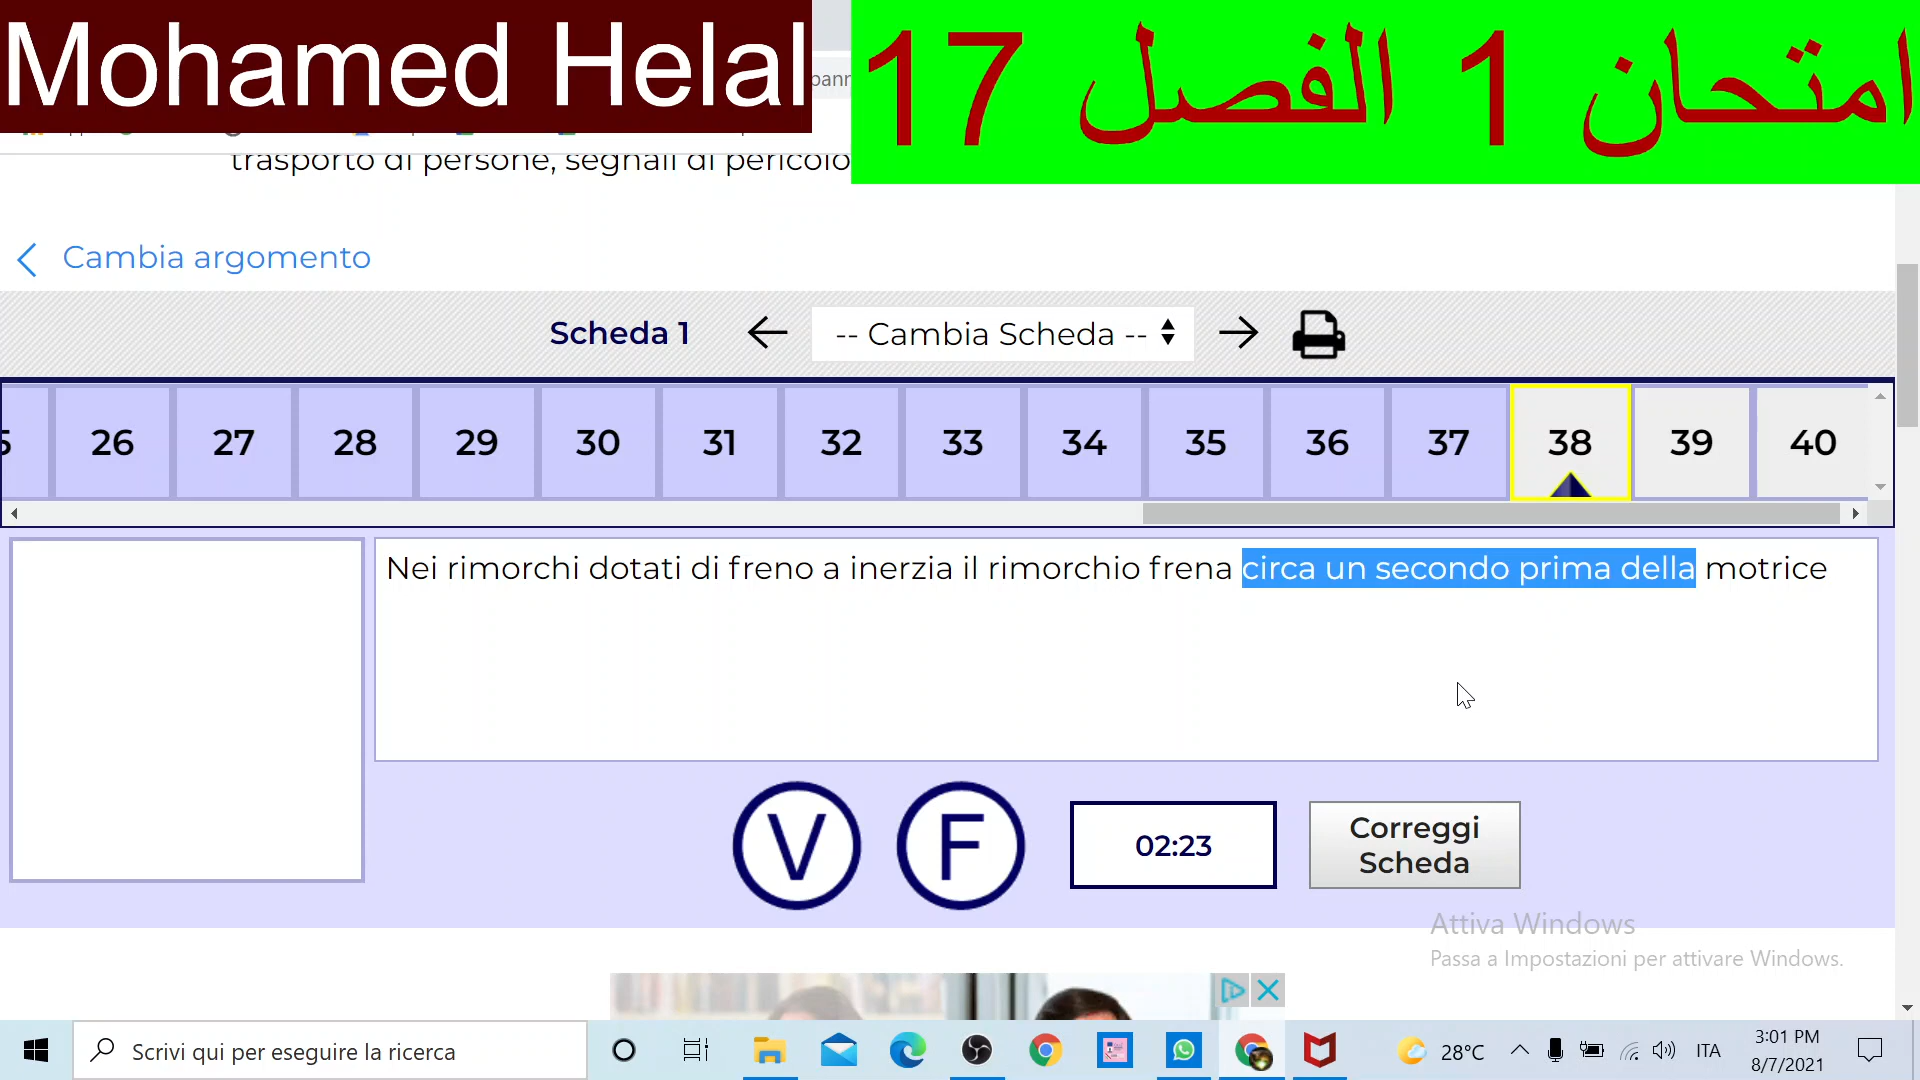 Mohamed Helal
امتحان 1 الفصل 17
trasporto di persone, segnali di pericolo
Cambia argomento
Scheda 1
-- Cambia Scheda --
26 27 28 29 30 31 32 33 34 35 36 37 38 39 40
Nei rimorchi dotati di freno a inerzia il rimorchio frena circa un secondo prima della motrice
V F 02:23 Correggi
Scheda
Attiva Windows
Passa a Impostazioni per attivare Windows.
Scrivi qui per eseguire la ricerca
28°C
ITA
3:01 PM
8/7/2021